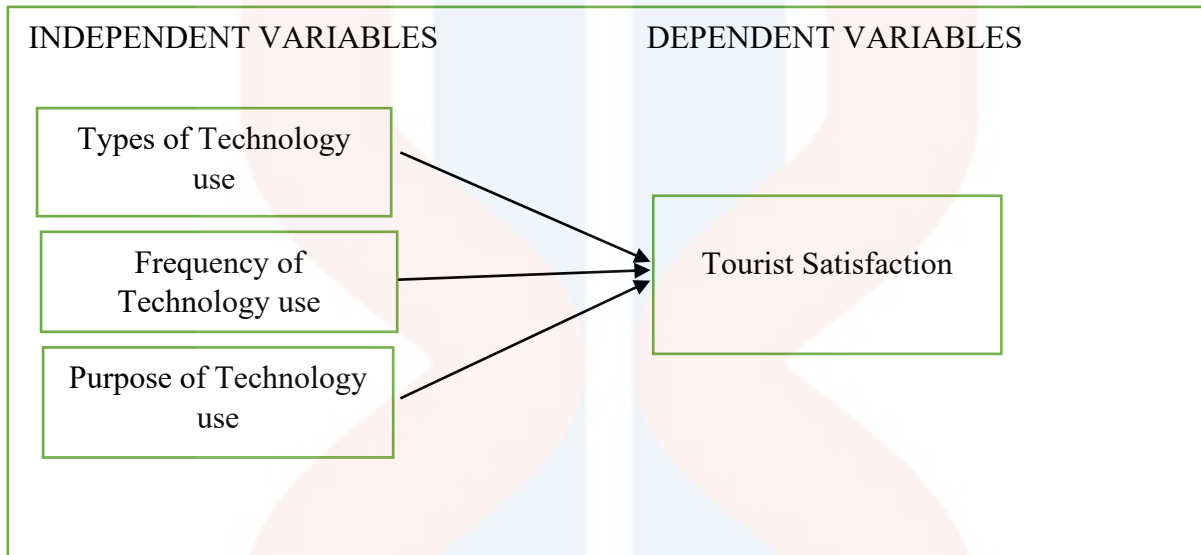 INDEPENDENT VARIABLES
DEPENDENT VARIABLES
Types of Technology
use
Frequency of
Technology use
Purpose of Technology
use
Tourist Satisfaction